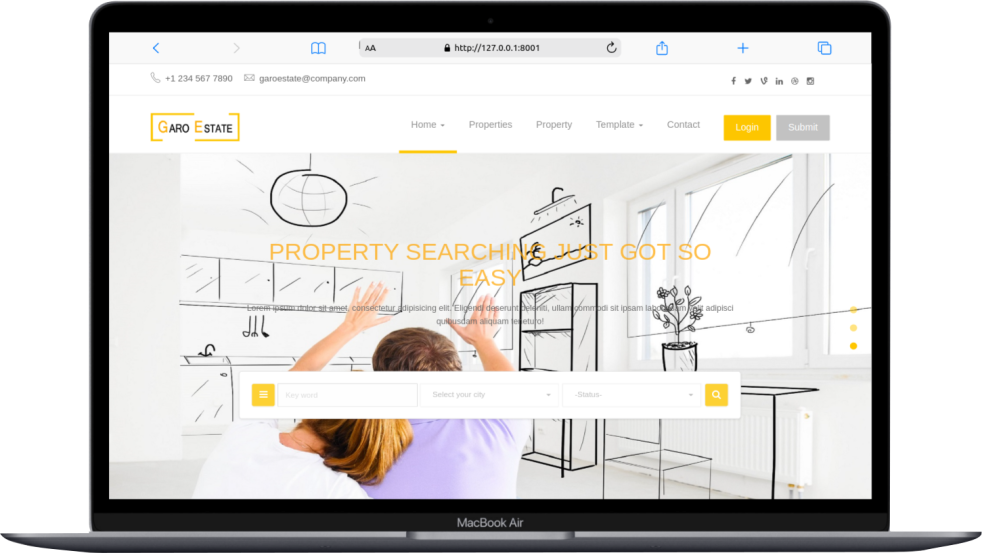 AA http://127.0.0.1:8001
+1 234 567 7890 garoestate@company.com
GARO ESTATE
Home Properties Property Template Contact Login Submit
PROPERTY SEARCHING JUST GOT SO
EASY
Lorem ipsum dolor sit amet, consectetur adipisicing elit. Eligendi deserunt deleniti, ullam commodi sit ipsam laboriosam velit adipisci
quibusdam aliquam teneturo!
Key word Select your city -Status-
MacBook Air